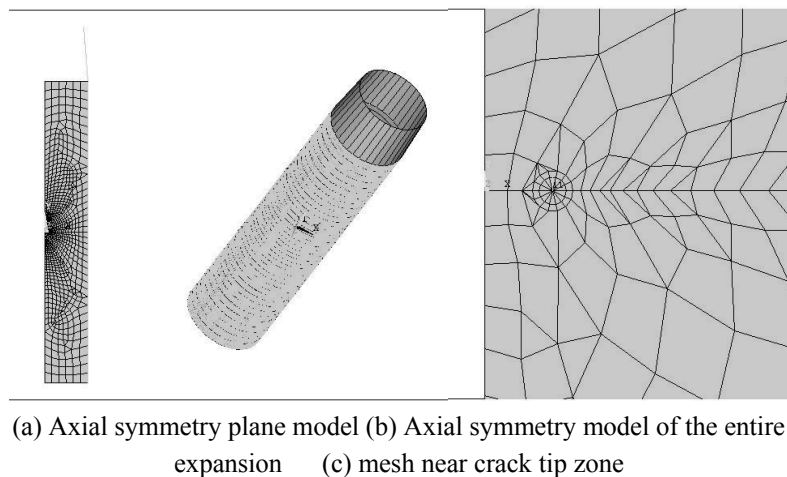 X
Y
X
(a) Axial symmetry plane model (b) Axial symmetry model of the entire
expansion (c) mesh near crack tip zone